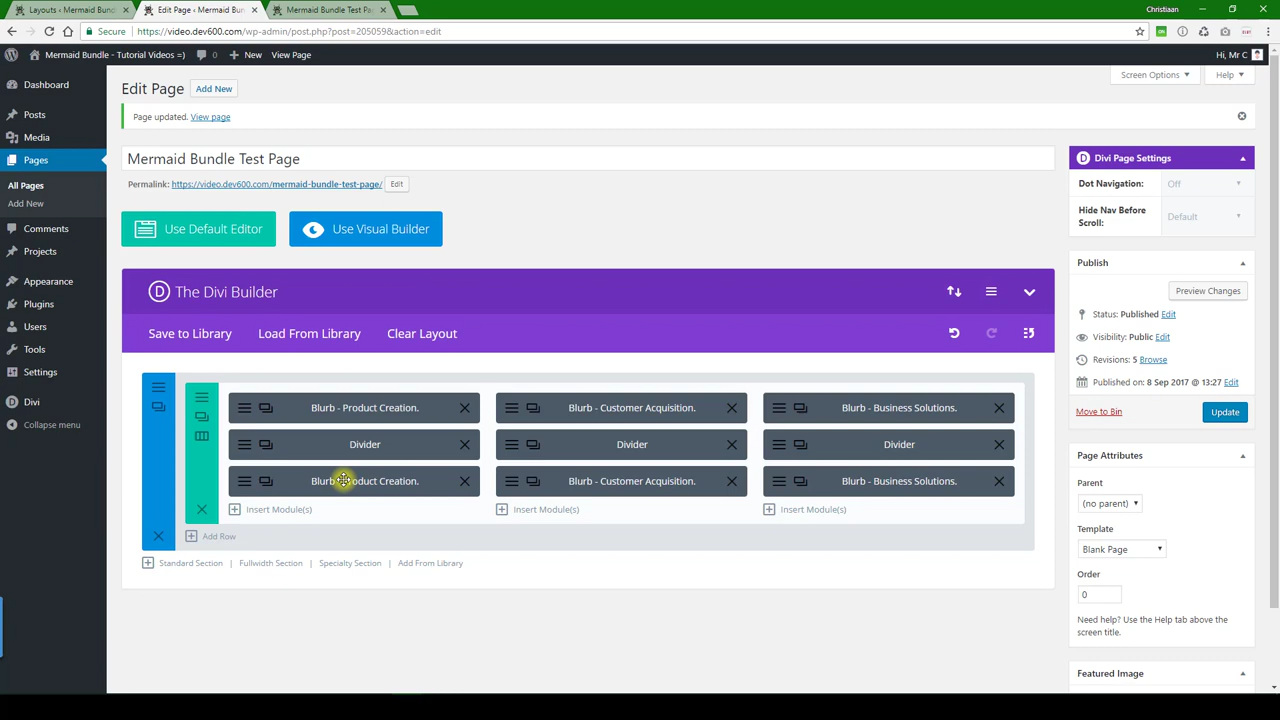 Layouts ‹ Mermaid Bun
Edit Page ‹ Mermaid Bun
Mermaid Bundle Test Pa
Christiaan
Secure
https://video.dev600.com/wp-admin/post.php?post=205059&action=edit
Mermaid Bundle - Tutorial Videos =)
0
New
View Page
Hi, Mr C
Dashboard
Posts
Media
Pages
All Pages
Add New
Comments
Projects
Appearance
Plugins
Users
Tools
Settings
Divi
Collapse menu
Screen Options
Help
Edit Page
Add New
Page updated. View page
Mermaid Bundle Test Page
Permalink: https://video.dev600.com/mermaid-bundle-test-page/
Edit
Use Default Editor
Use Visual Builder
D The Divi Builder
Save to Library
Load From Library
Clear Layout
Blurb - Product Creation.
Blurb - Customer Acquisition.
Blurb - Business Solutions.
Divider
Divider
Divider
Blurb - Product Creation.
Blurb - Customer Acquisition.
Blurb - Business Solutions.
Insert Module(s)
Insert Module(s)
Insert Module(s)
Add Row
Standard Section | Fullwidth Section | Specialty Section | Add From Library
D Divi Page Settings
Dot Navigation:
Off
Hide Nav Before
Scroll:
Default
Publish
Preview Changes
Status: Published Edit
Visibility: Public Edit
Revisions: 5 Browse
Published on: 8 Sep 2017 @ 13:27 Edit
Move to Bin
Update
Page Attributes
Parent
(no parent)
Template
Blank Page
Order
0
Need help? Use the Help tab above the
screen title.
Featured Image